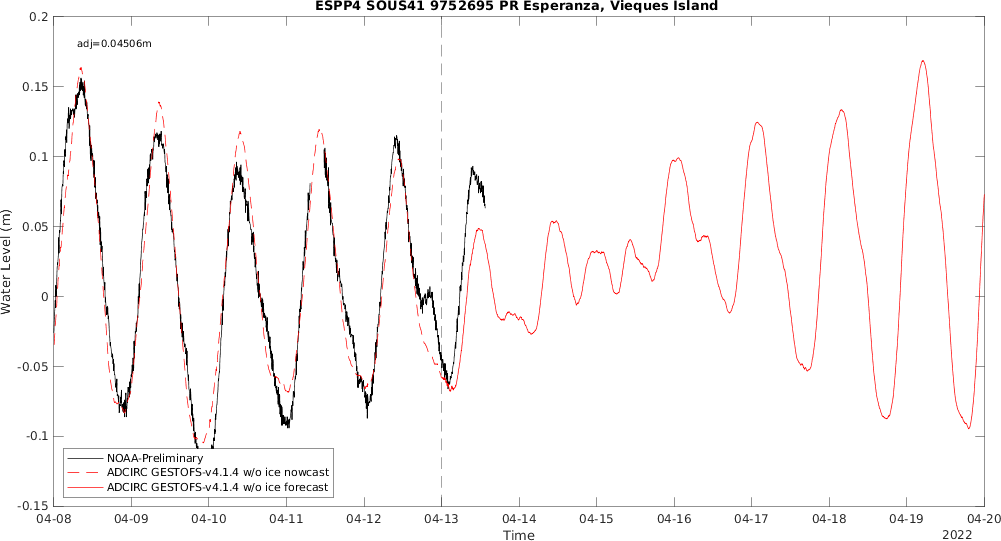 ESPP4 SOUS41 9752695 PR Esperanza, Vieques Island
adj=0.04506m
0.2
0.15
0.1
0.05
0
-0.05
-0.1
-0.15
Water Level (m)
NOAA-Preliminary
ADCIRC GESTOFS-v4.1.4 w/o ice nowcast
ADCIRC GESTOFS-v4.1.4 w/o ice forecast
04-08 04-09 04-10 04-11 04-12 04-13 04-14 04-15 04-16 04-17 04-18 04-19 04-20
Time
2022